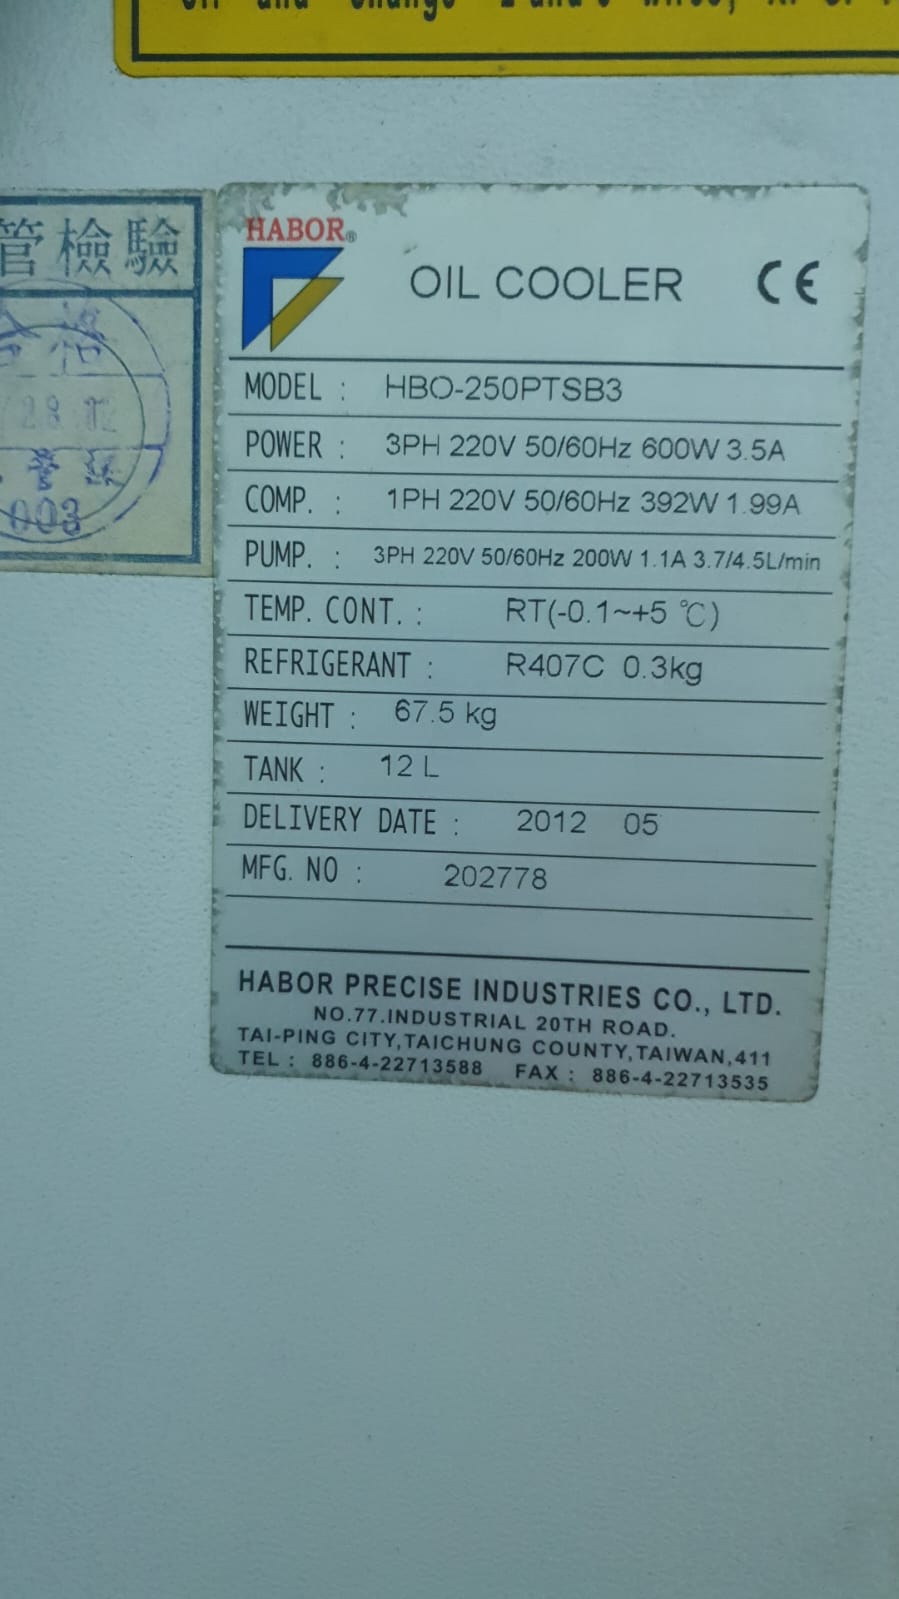 管檢驗
003
HABOR®
OIL COOLER CE
MODEL : HBO-250PTSB3
POWER : 3PH 220V 50/60Hz 600W 3.5A
COMP. : 1PH 220V 50/60Hz 392W 1.99A
PUMP. : 3PH 220V 50/60Hz 200W 1.1A 3.7/4.5L/min
TEMP. CONT. : RT(-0.1~+5 ℃)
REFRIGERANT : R407C 0.3kg
WEIGHT : 67.5 kg
TANK : 12 L
DELIVERY DATE : 2012 05
MFG. NO : 202778
HABOR PRECISE INDUSTRIES CO., LTD.
NO.77.INDUSTRIAL 20TH ROAD.
TAI-PING CITY,TAICHUNG COUNTY,TAIWAN,411
TEL : 886-4-22713588 FAX : 886-4-22713535